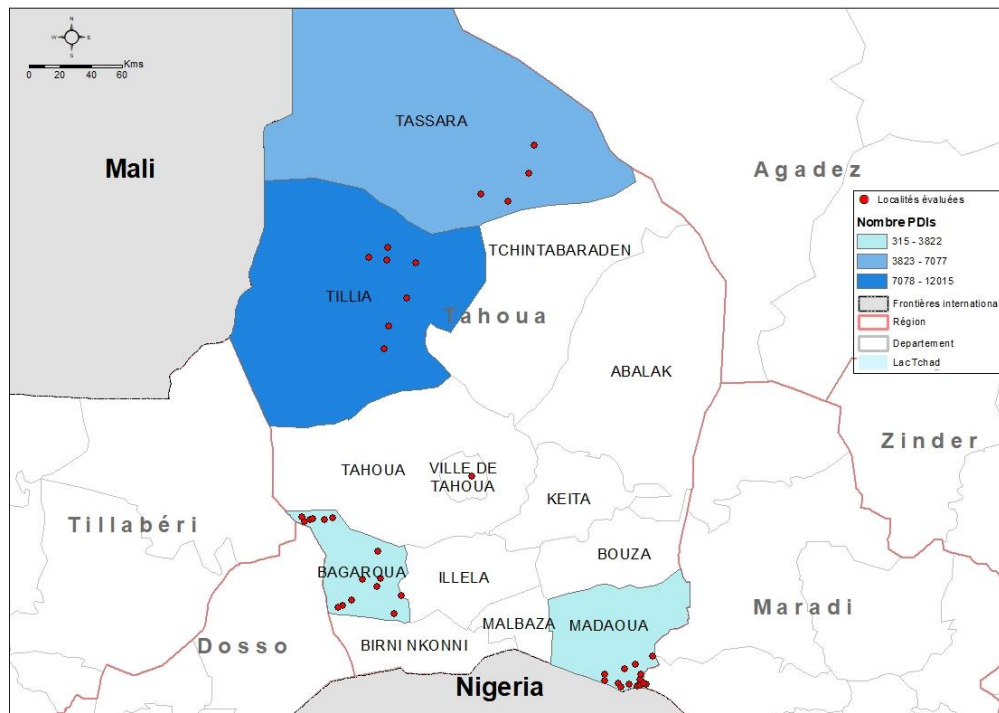 N
W E
S
Kms
0 10 20 40 60
TASSARA
Mali
Agadez
Localités évaluées
Nombre PDIs
315 - 3822
3823 - 7077
7078 - 12015
Frontières internationa
Région
Departement
LacTchad
TCHINTABARADEN
TILLIA
Tahoua
ABALAK
Zinder
TAHOUA
VILLE DE
TAHOUA
KEITA
Tillabéri
BOUZA
BAGAROUA
ILLELA
Maradi
MALBAZA
MADAOUA
Dosso
BIRNI NKONNI
Nigeria